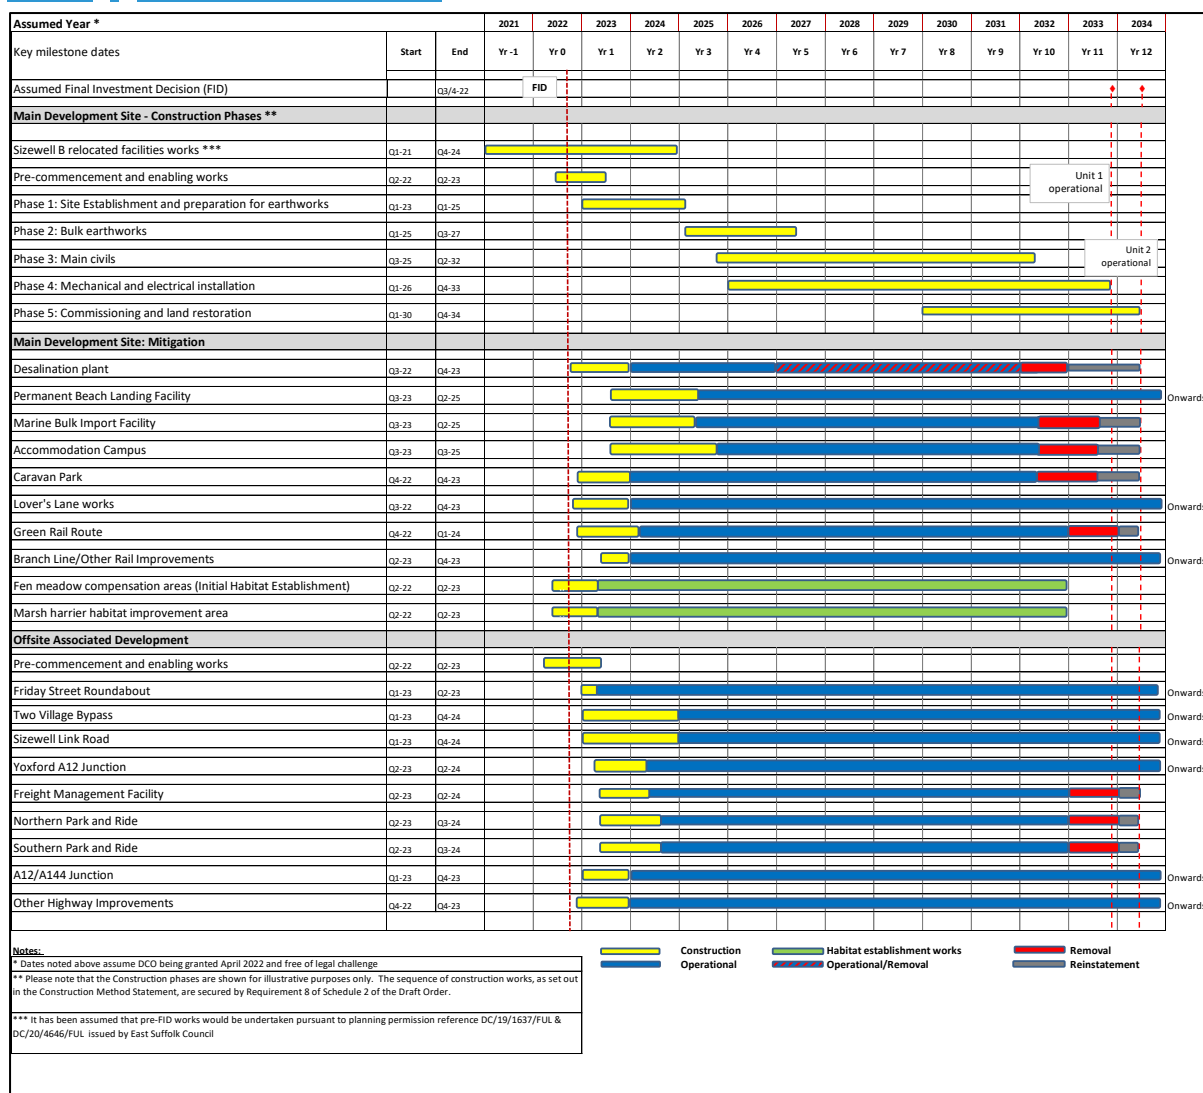 Assumed Year * 2021 2022 2023 2024 2025 2026 2027 2028 2029 2030 2031 2032 2033 2034
Key milestone dates Start End Yr -1 Yr 0 Yr 1 Yr 2 Yr 3 Yr 4 Yr 5 Yr 6 Yr 7 Yr 8 Yr 9 Yr 10 Yr 11 Yr 12
Assumed Final Investment Decision (FID) Q3/4-22 FID
Main Development Site - Construction Phases **
Sizewell B relocated facilities works *** Q1-21 Q4-24
Pre-commencement and enabling works Q2-22 Q2-23
Unit 1
operational
Phase 1: Site Establishment and preparation for earthworks Q1-23 Q1-25
Phase 2: Bulk earthworks Q1-25 Q3-27
Unit 2
operational
Phase 3: Main civils Q3-25 Q2-32
Phase 4: Mechanical and electrical installation Q1-26 Q4-33
Phase 5: Commissioning and land restoration Q1-30 Q4-34
Main Development Site: Mitigation
Desalination plant Q3-22 Q4-23
Permanent Beach Landing Facility Q3-23 Q2-25 Onwards
Marine Bulk Import Facility Q3-23 Q2-25
Accommodation Campus Q3-23 Q3-25
Caravan Park Q4-22 Q4-23
Lover's Lane works Q3-22 Q4-23 Onwards
Green Rail Route Q4-22 Q1-24
Branch Line/Other Rail Improvements Q2-23 Q4-23 Onwards
Fen meadow compensation areas (Initial Habitat Establishment) Q2-22 Q2-23
Marsh harrier habitat improvement area Q2-22 Q2-23
Offsite Associated Development
Pre-commencement and enabling works Q2-22 Q2-23
Friday Street Roundabout Q1-23 Q2-23 Onwards
Two Village Bypass Q1-23 Q4-24 Onwards
Sizewell Link Road Q1-23 Q4-24 Onwards
Yoxford A12 Junction Q2-23 Q2-24 Onwards
Freight Management Facility Q2-23 Q2-24
Northern Park and Ride Q2-23 Q3-24
Southern Park and Ride Q2-23 Q3-24
A12/A144 Junction Q1-23 Q4-23 Onwards
Other Highway Improvements Q4-22 Q4-23 Onwards
Notes:
* Dates noted above assume DCO being granted April 2022 and free of legal challenge
** Please note that the Construction phases are shown for illustrative purposes only. The sequence of construction works, as set out
in the Construction Method Statement, are secured by Requirement 8 of Schedule 2 of the Draft Order.
*** It has been assumed that pre-FID works would be undertaken pursuant to planning permission reference DC/19/1637/FUL &
DC/20/4646/FUL issued by East Suffolk Council
Construction Habitat establishment works Removal
Operational Operational/Removal Reinstatement